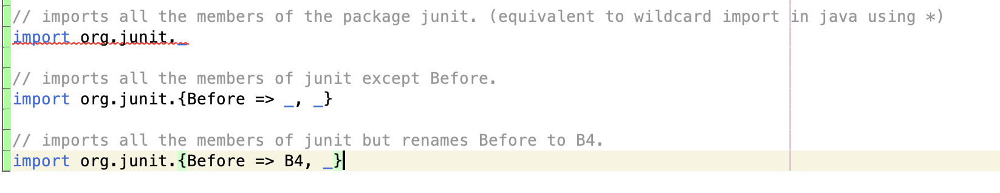 // imports all the members of the package junit. (equivalent to wildcard import in java using *)
import org.junit._
// imports all the members of junit except Before.
import org.junit.{Before => _, _}
// imports all the members of junit but renames Before to B4.
import org.junit.{Before => B4, _}